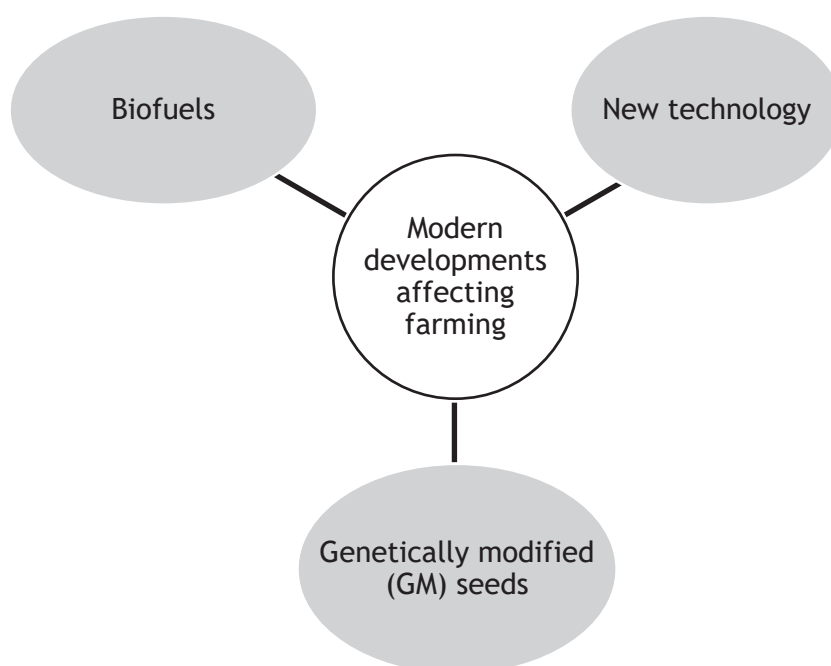 Biofuels
New technology
Modern
developments
affecting
farming
Genetically modified
(GM) seeds